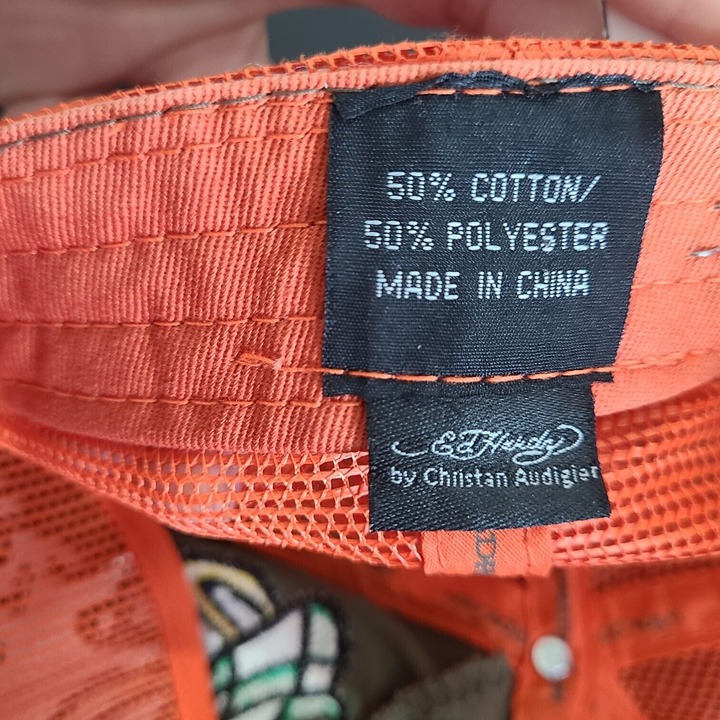 50% COTTON/
50% POLYESTER
MADE IN CHINA
Ed Hardy
by Chiistan Audigier